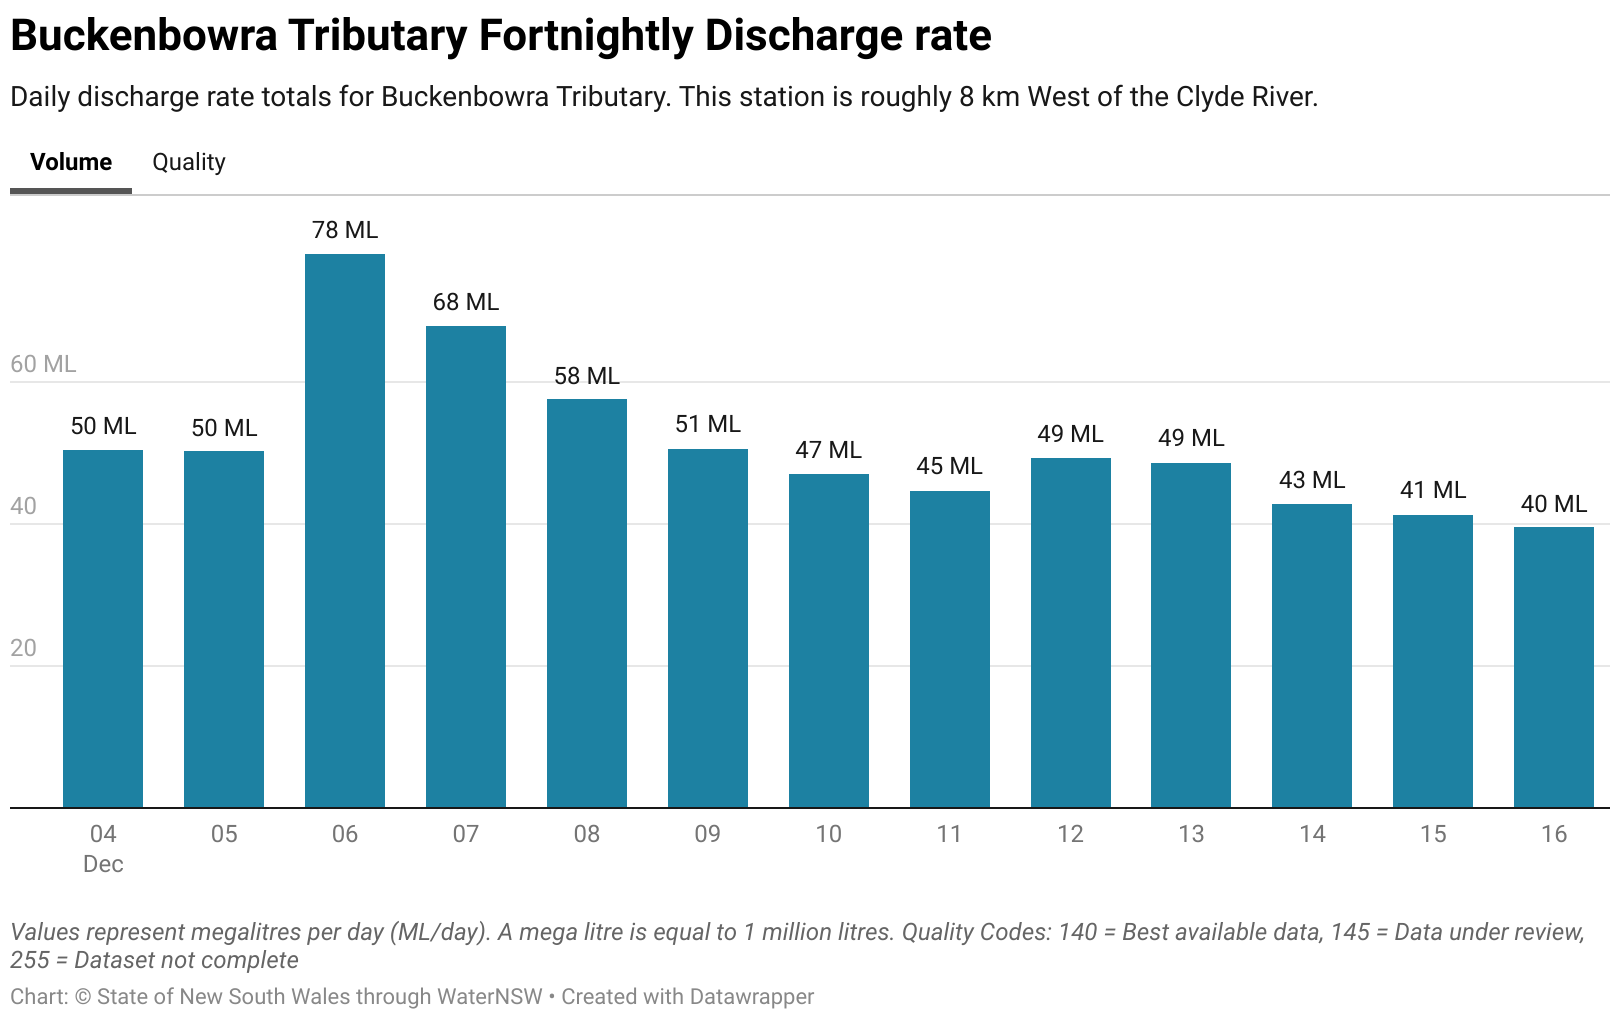 Buckenbowra Tributary Fortnightly Discharge rate
Daily discharge rate totals for Buckenbowra Tributary. This station is roughly 8 km West of the Clyde River.
Volume Quality
78 ML
68 ML
60 ML
58 ML
50 ML 50 ML 51 ML 49 ML 49 ML
47 ML 45 ML
43 ML 41 ML 40 ML
40
20
04 05 06 07 08 09 10 11 12 13 14 15 16
Dec
Values represent megalitres per day (ML/day). A mega litre is equal to 1 million litres. Quality Codes: 140 = Best available data, 145 = Data under review,
255 = Dataset not complete
Chart: © State of New South Wales through WaterNSW • Created with Datawrapper